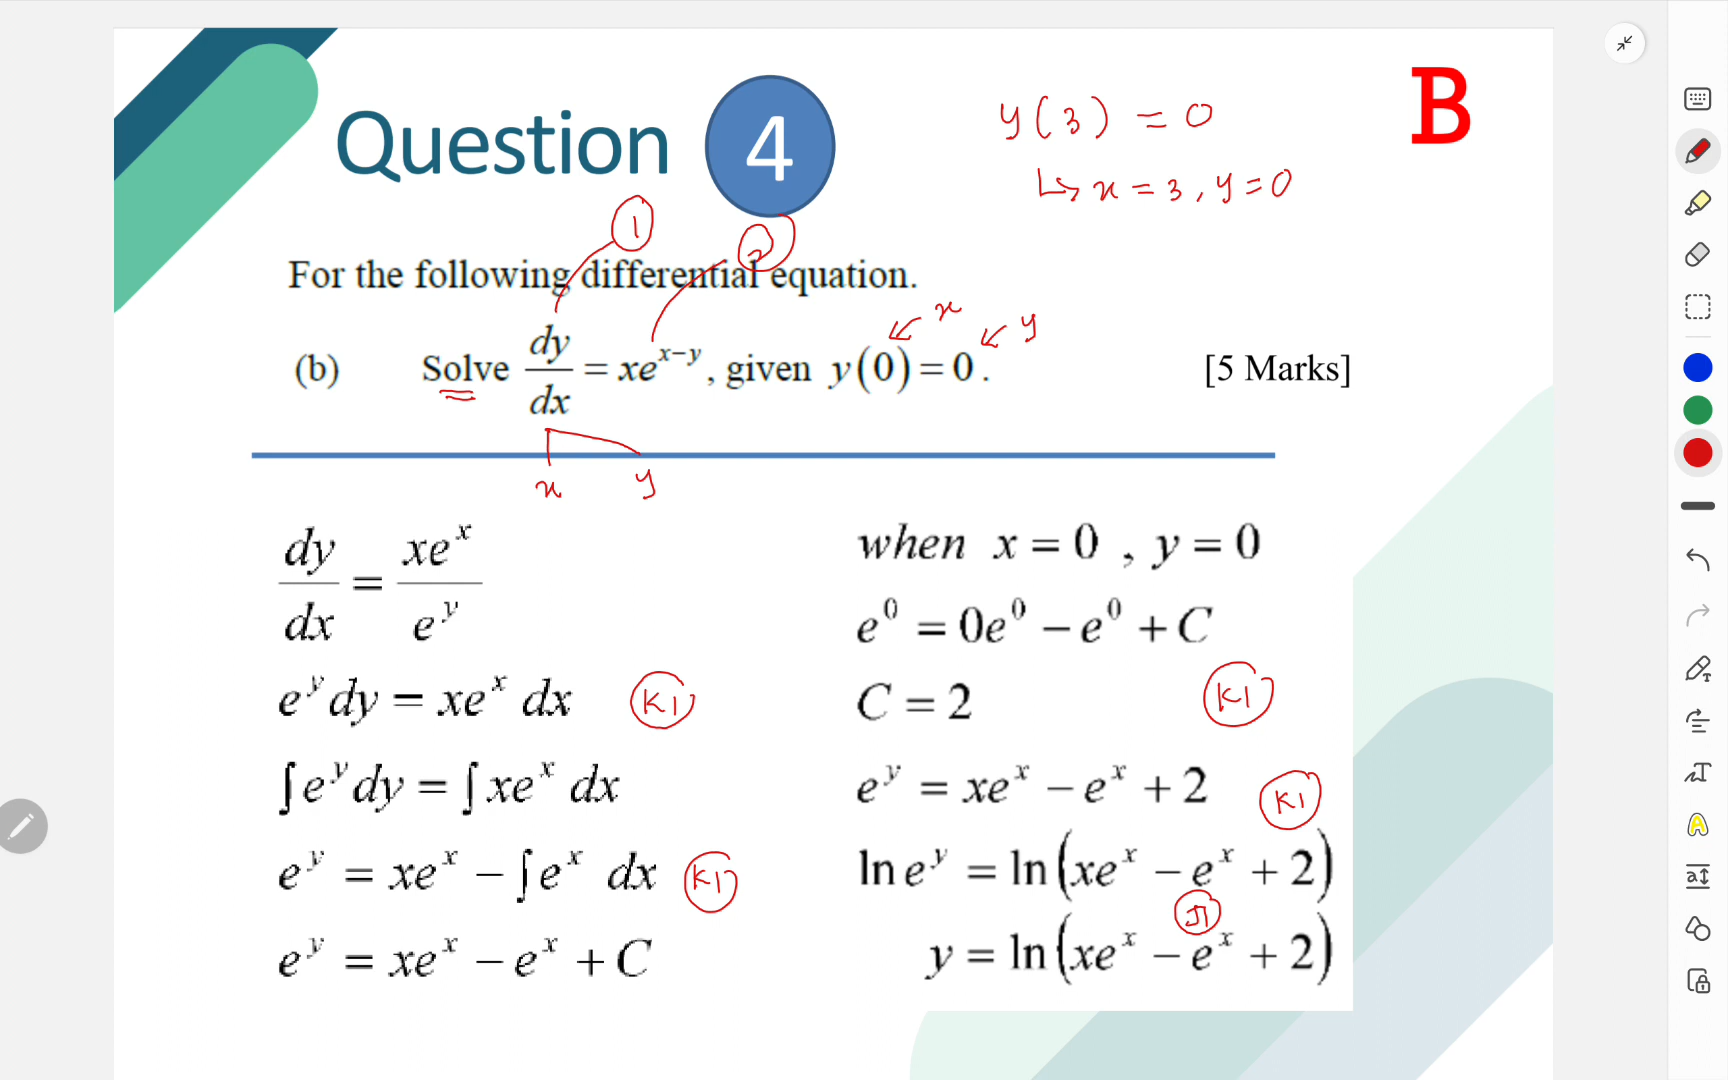 Question 4
B
y(3) = 0
↳ x = 3, y = 0
1
2
For the following differential equation.
x
y
(b) Solve dy/dx = xe^(x−y), given y(0) = 0. [5 Marks]
x y
dy/dx = xe^x/e^y
e^y dy = xe^x dx K1
∫e^y dy = ∫xe^x dx
e^y = xe^x − ∫e^x dx K1
e^y = xe^x − e^x + C
when x = 0 , y = 0
e^0 = 0e^0 − e^0 + C
C = 2 K1
e^y = xe^x − e^x + 2 K1
ln e^y = ln(xe^x − e^x + 2)
J1
y = ln(xe^x − e^x + 2)